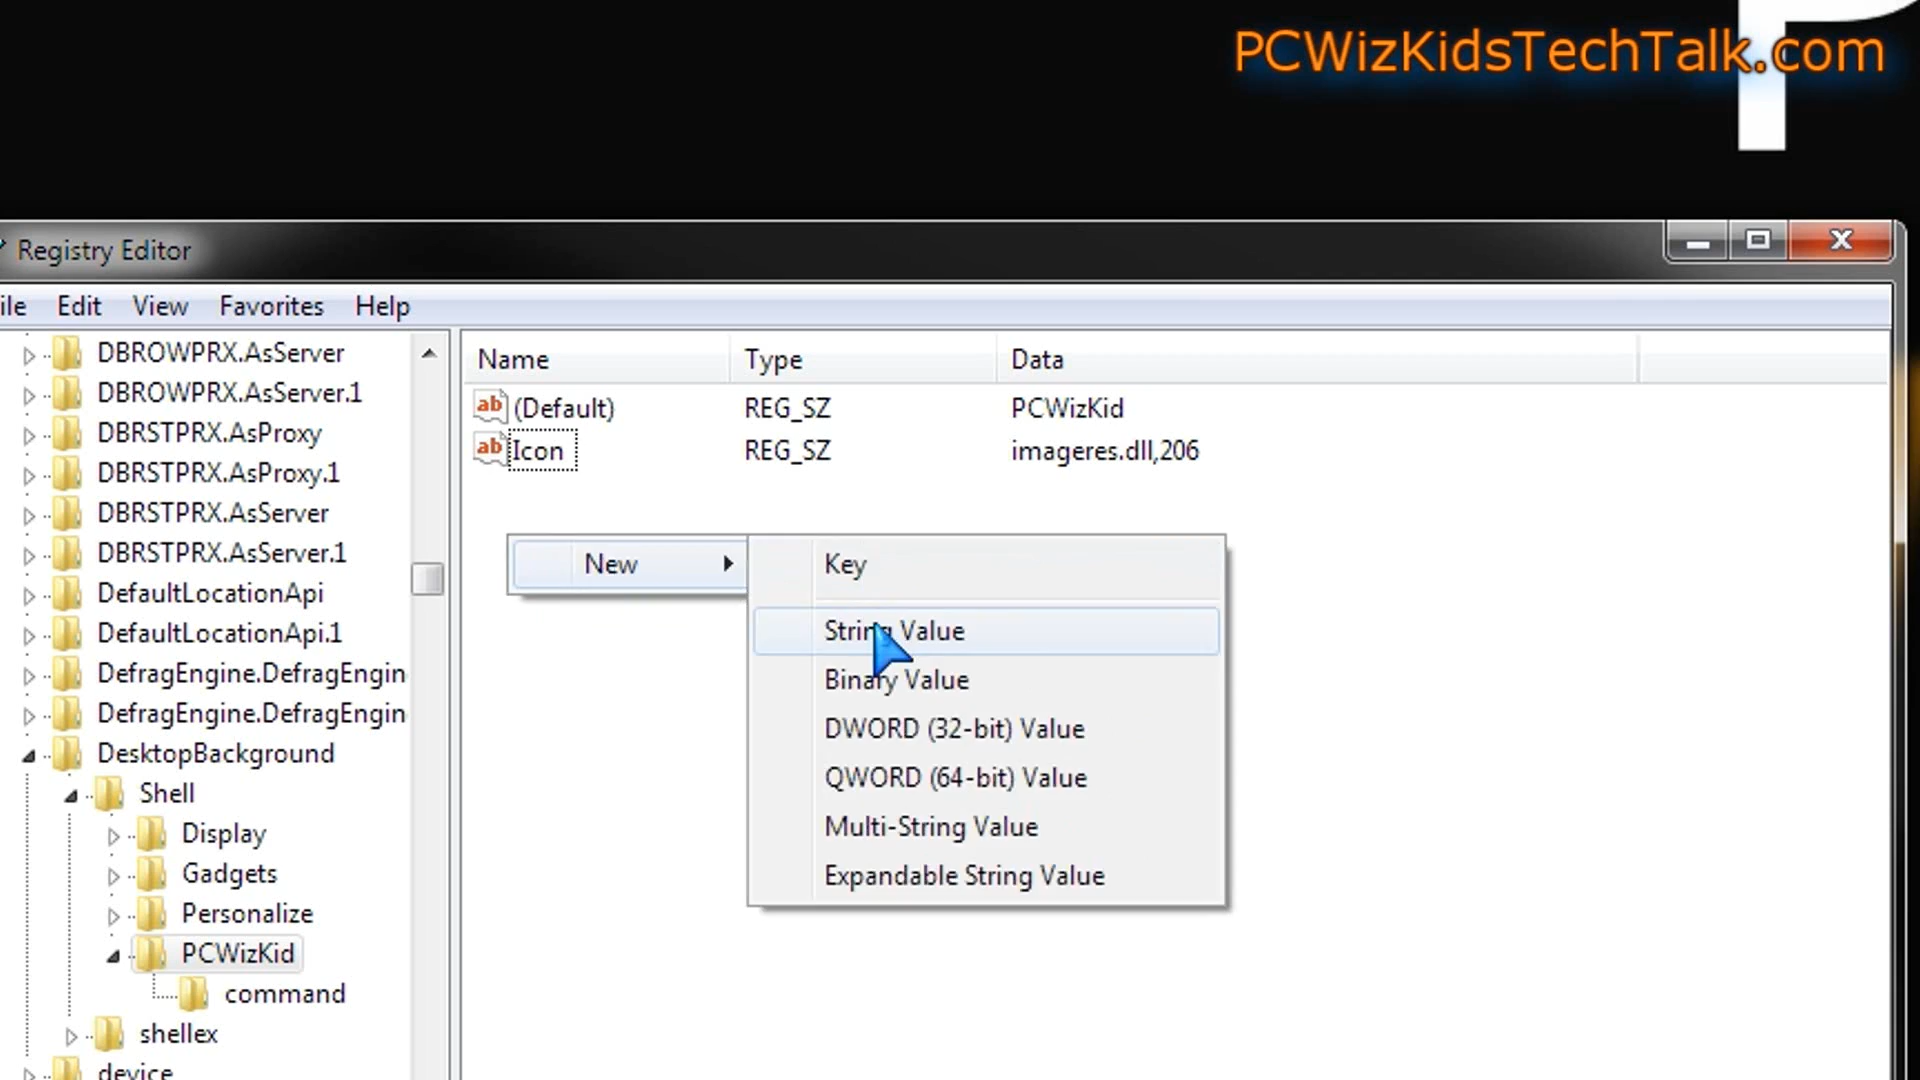 PCWizKidsTechTalk.com
P
Registry Editor
ile Edit View Favorites Help
DBROWPRX.AsServer
DBROWPRX.AsServer.1
DBRSTPRX.AsProxy
DBRSTPRX.AsProxy.1
DBRSTPRX.AsServer
DBRSTPRX.AsServer.1
DefaultLocationApi
DefaultLocationApi.1
DefragEngine.DefragEngin
DefragEngine.DefragEngin
DesktopBackground
Shell
Display
Gadgets
Personalize
PCWizKid
command
shellex
device
Name Type Data
ab (Default) REG_SZ PCWizKid
ab Icon REG_SZ imageres.dll,206
New
Key
String Value
Binary Value
DWORD (32-bit) Value
QWORD (64-bit) Value
Multi-String Value
Expandable String Value